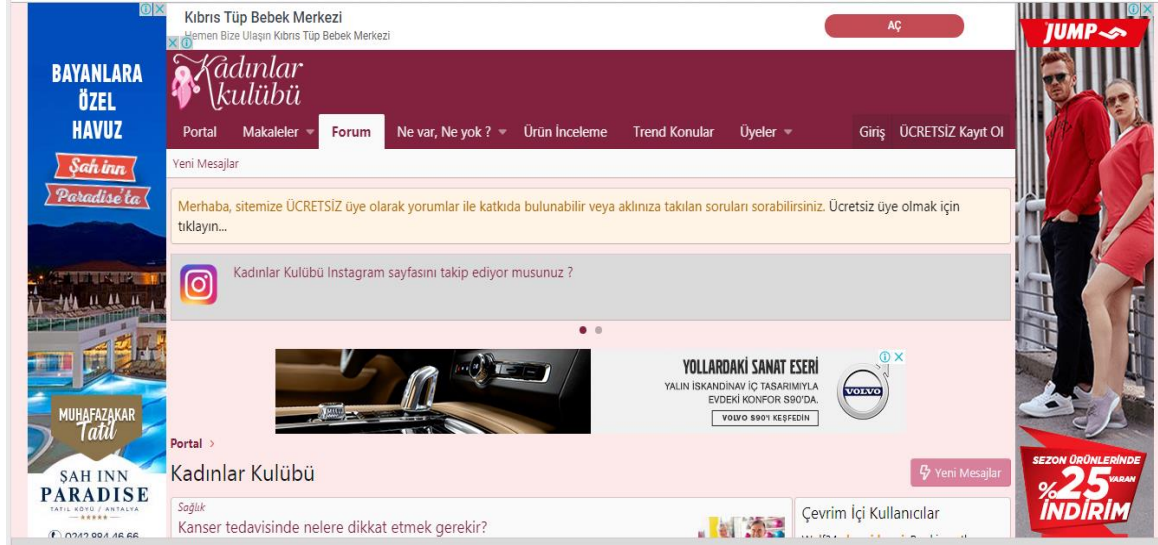 Kıbrıs Tüp Bebek Merkezi
Hemen Bize Ulaşın Kıbrıs Tüp Bebek Merkezi
AÇ
BAYANLARA
ÖZEL
HAVUZ
Şah inn
Paradise'ta
MUHAFAZAKAR
Tatil
ŞAH INN
PARADISE
TATİL KÖYÜ / ANTALYA
0242 884 46 66
Kadınlar
kulübü
Portal Makaleler Forum Ne var, Ne yok ? Ürün İnceleme Trend Konular Üyeler Giriş ÜCRETSİZ Kayıt Ol
Yeni Mesajlar
Merhaba, sitemize ÜCRETSİZ üye olarak yorumlar ile katkıda bulunabilir veya aklınıza takılan soruları sorabilirsiniz. Ücretsiz üye olmak için
tıklayın...
Kadınlar Kulübü Instagram sayfasını takip ediyor musunuz ?
YOLLARDAKİ SANAT ESERİ
YALIN İSKANDİNAV İÇ TASARIMIYLA
EVDEKİ KONFOR S90'DA.
VOLVO S90'I KEŞFEDİN
VOLVO
Portal >
Kadınlar Kulübü
Yeni Mesajlar
Sağlık
Kanser tedavisinde nelere dikkat etmek gerekir?
Çevrim İçi Kullanıcılar
JUMP
SEZON ÜRÜNLERİNDE
%25 VARAN
İNDİRİM